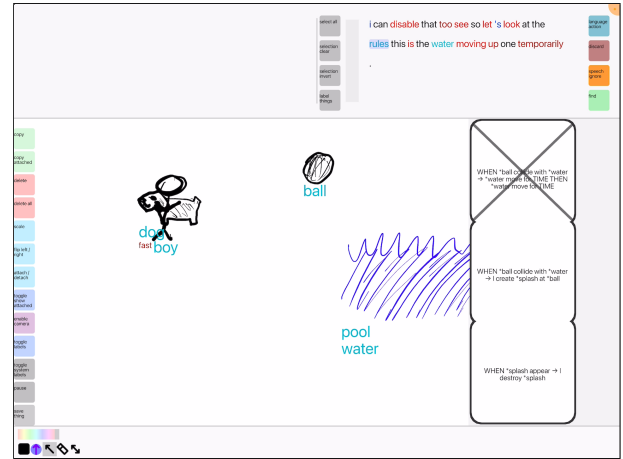 select all
selection clear
selection invert
label things
i can disable that too see so let 's look at the
rules this is the water moving up one temporarily
.
language action
discard
speech ignore
find
copy
copy attached
delete
delete all
scale
flip left / right
attach / detach
toggle show attached
enable camera
toggle labels
toggle system labels
pause
save thing
dog
fast boy
ball
pool
water
WHEN *ball collide with *water
→ *water move for TIME THEN
*water move for TIME
WHEN *ball collide with *water
→ I create *splash at *ball
WHEN *splash appear → I
destroy *splash